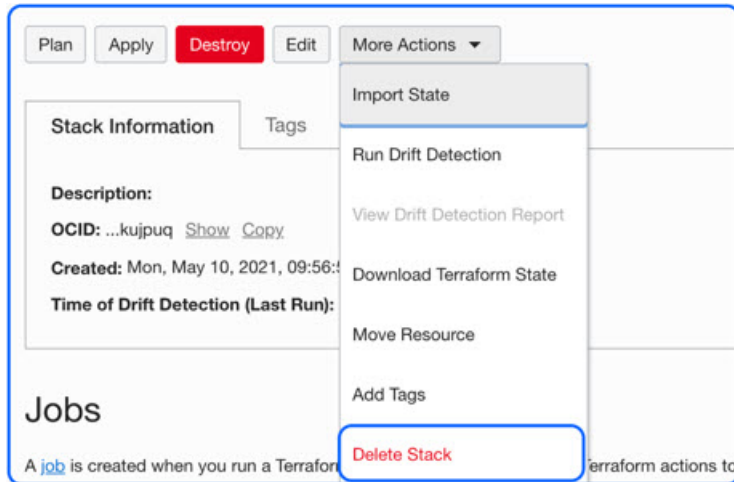 Plan Apply Destroy Edit More Actions
Import State
Stack Information Tags
Run Drift Detection
Description:
View Drift Detection Report
OCID: ...kujpuq Show Copy
Created: Mon, May 10, 2021, 09:56:
Download Terraform State
Time of Drift Detection (Last Run):
Move Resource
Add Tags
Jobs
Delete Stack
A job is created when you run a Terraform actions to